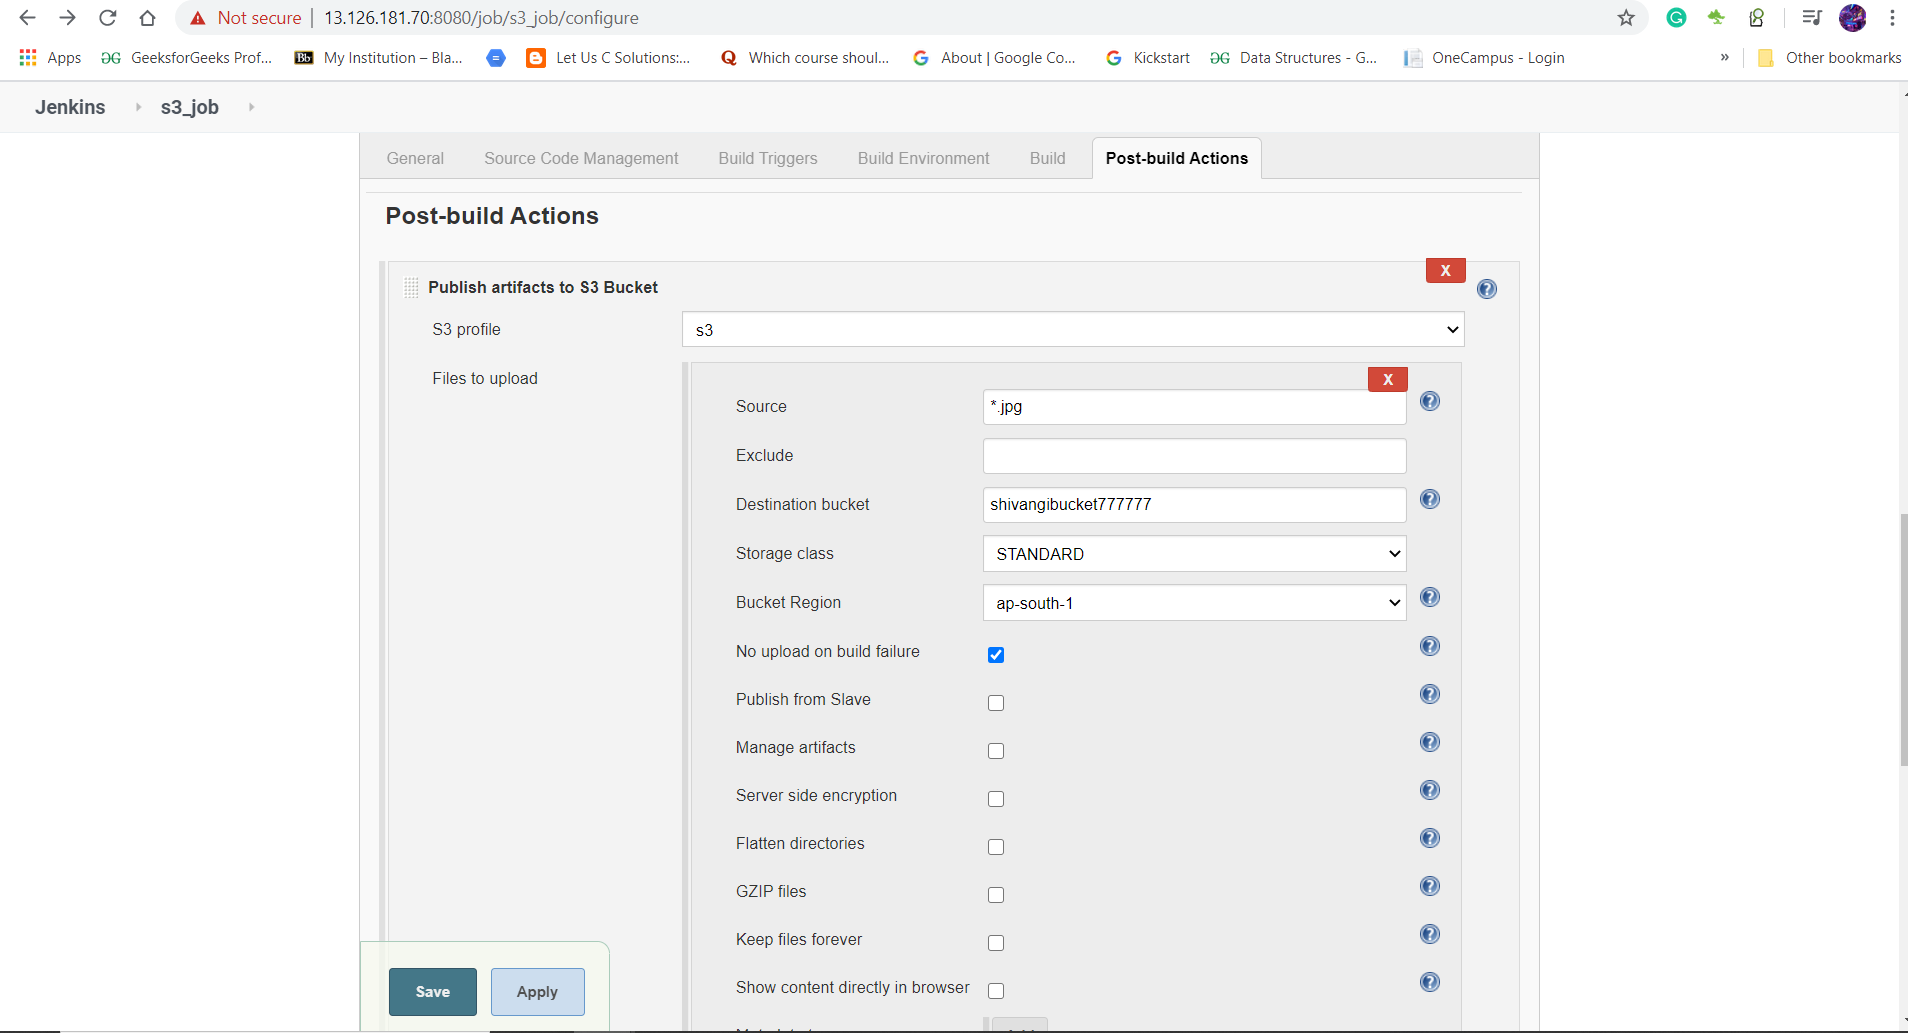 Not secure | 13.126.181.70:8080/job/s3_job/configure
Apps GeeksforGeeks Prof... Bb My Institution – Bla... Let Us C Solutions:... Which course shoul... About | Google Co... Kickstart Data Structures - G... OneCampus - Login » Other bookmarks
Jenkins s3_job
General Source Code Management Build Triggers Build Environment Build Post-build Actions
Post-build Actions
X
Publish artifacts to S3 Bucket
S3 profile s3
Files to upload
X
Source *.jpg
Exclude
Destination bucket shivangibucket777777
Storage class STANDARD
Bucket Region ap-south-1
No upload on build failure
Publish from Slave
Manage artifacts
Server side encryption
Flatten directories
GZIP files
Keep files forever
Show content directly in browser
Save Apply